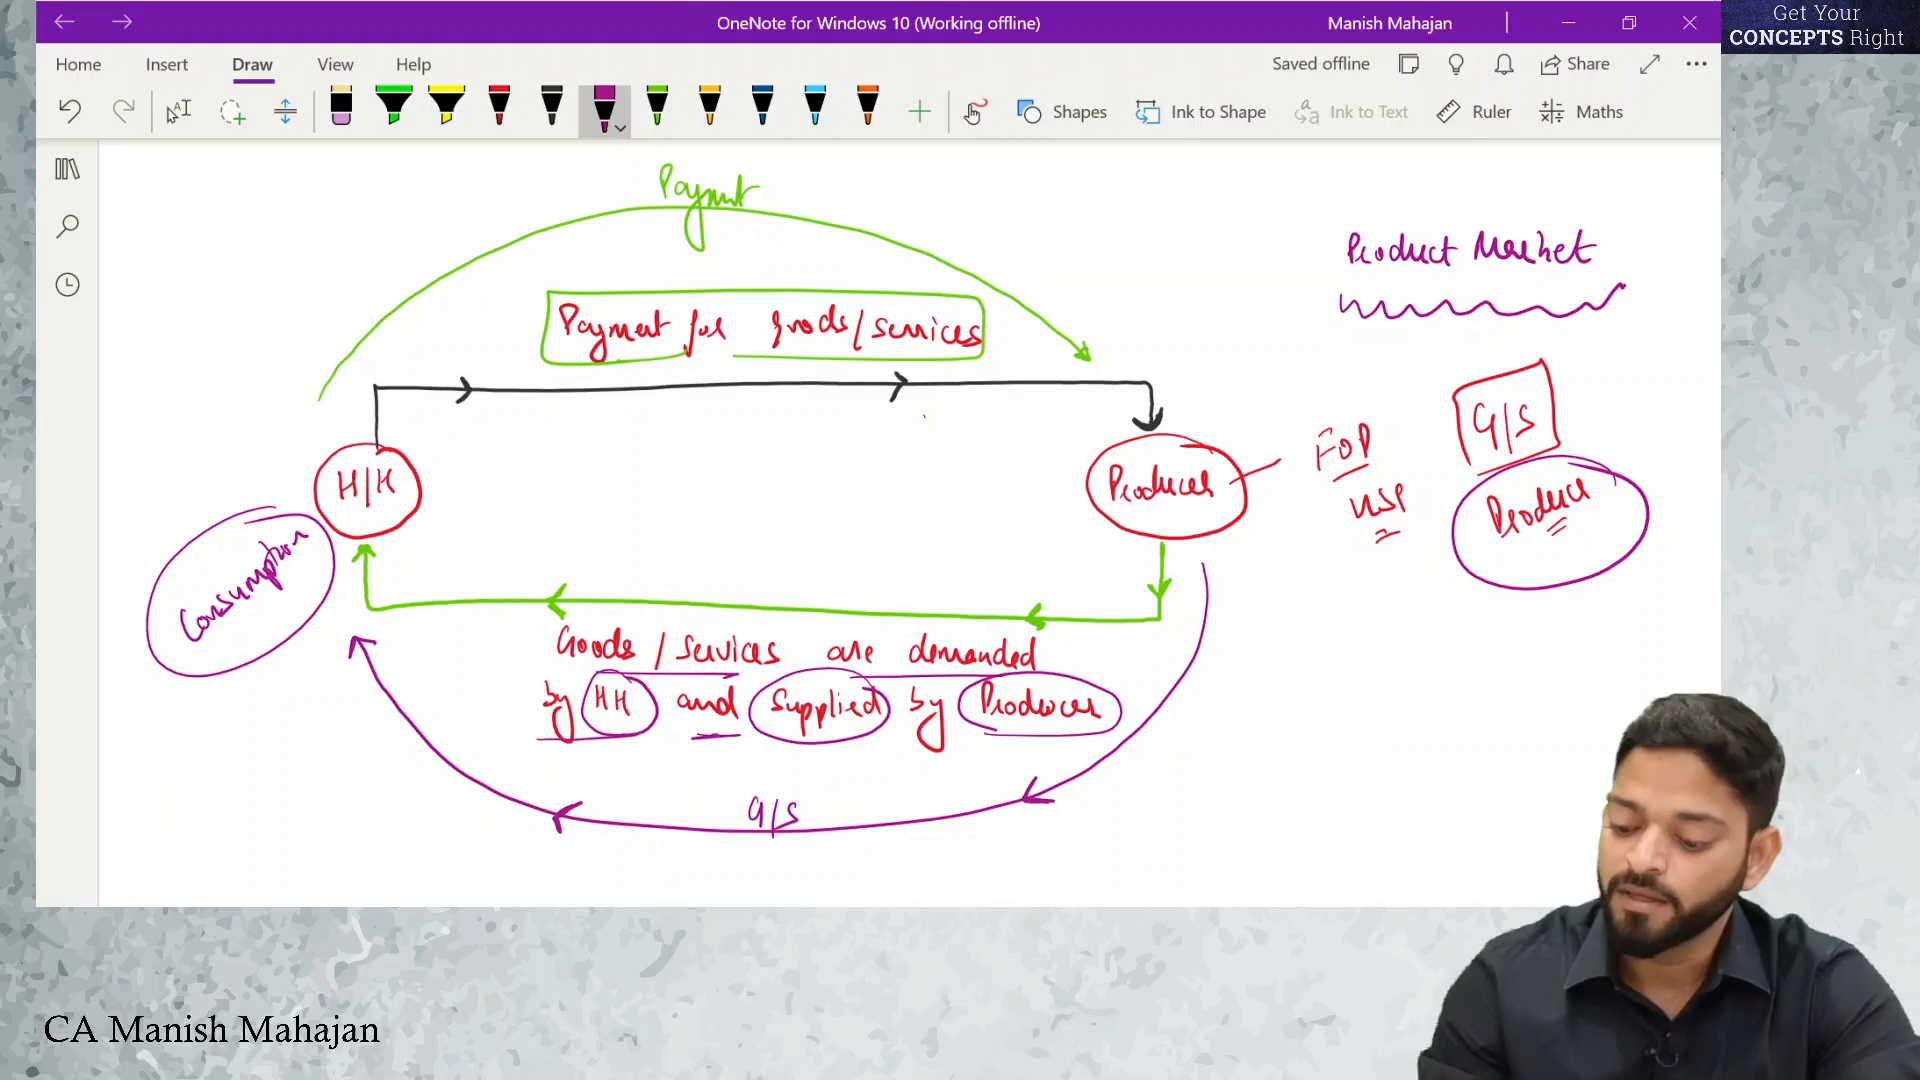 OneNote for Windows 10 (Working offline)
Manish Mahajan
Get Your
CONCEPTS Right
Home Insert Draw View Help
Saved offline
Share
Shapes
Ink to Shape
Ink to Text
Ruler
Maths
Payment
Product Market
Payment for goods/services
G/S
FOP
H/H
Producer
USP
Produce
Consumption
Goods / Services are demanded
by HH and Supplied by Producer
G/S
CA Manish Mahajan